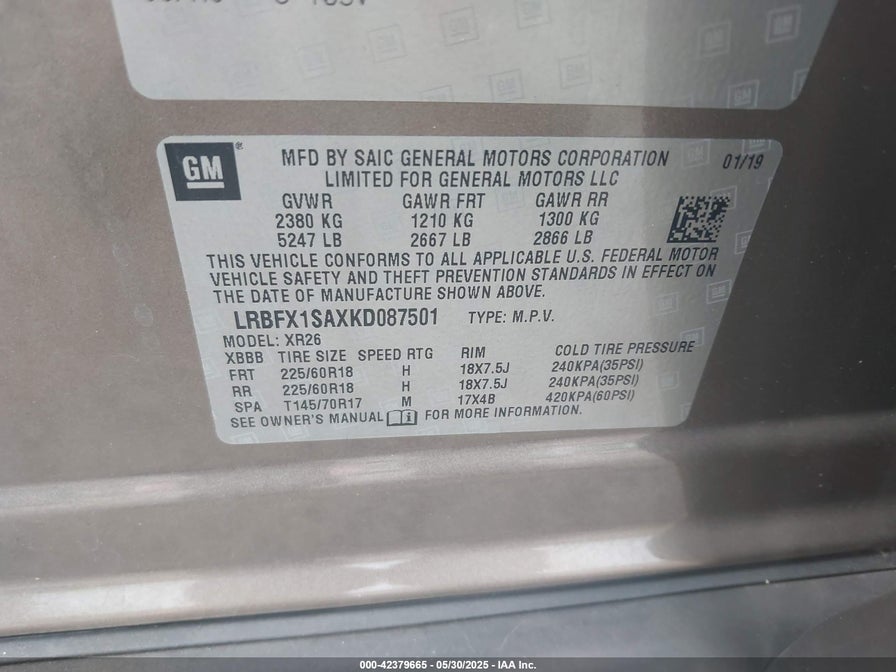 GM
MFD BY SAIC GENERAL MOTORS CORPORATION 01/19
LIMITED FOR GENERAL MOTORS LLC
GVWR GAWR FRT GAWR RR
2380 KG 1210 KG 1300 KG
5247 LB 2667 LB 2866 LB
THIS VEHICLE CONFORMS TO ALL APPLICABLE U.S. FEDERAL MOTOR
VEHICLE SAFETY AND THEFT PREVENTION STANDARDS IN EFFECT ON
THE DATE OF MANUFACTURE SHOWN ABOVE.
LRBFX1SAXKD087501 TYPE: M.P.V.
MODEL: XR26
XBBB TIRE SIZE SPEED RTG RIM COLD TIRE PRESSURE
FRT 225/60R18 H 18X7.5J 240KPA(35PSI)
RR 225/60R18 H 18X7.5J 240KPA(35PSI)
SPA T145/70R17 M 17X4B 420KPA(60PSI)
SEE OWNER'S MANUAL FOR MORE INFORMATION.
000-42379665 - 05/30/2025 - IAA Inc.